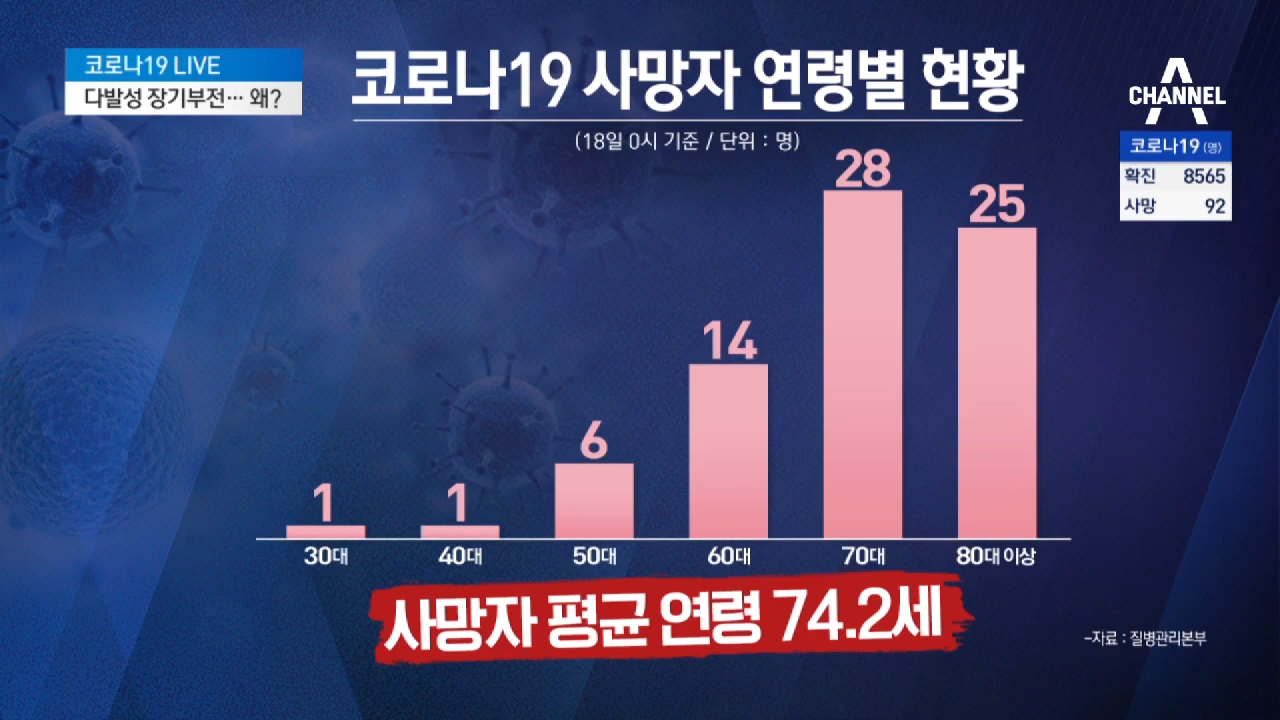 코로나19 LIVE
다발성 장기부전… 왜?
코로나19 사망자 연령별 현황
(18일 0시 기준 / 단위 : 명)
CHANNEL A
코로나19 (명)
확진 8565
사망 92
1
1
6
14
28
25
30대
40대
50대
60대
70대
80대 이상
사망자 평균 연령 74.2세
-자료 : 질병관리본부